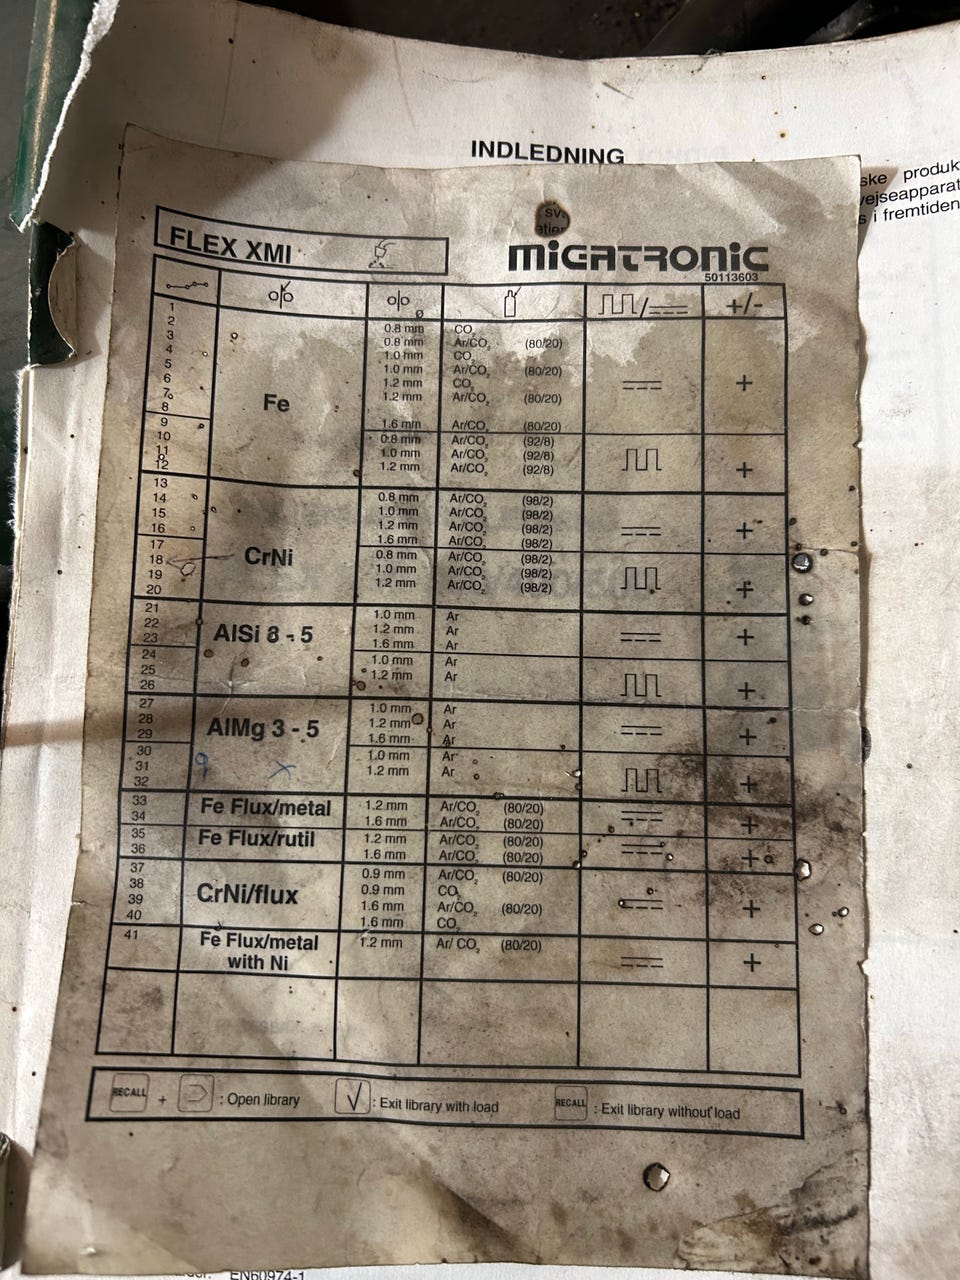 INDLEDNING
ske produk
vejseapparat
s i fremtiden
FLEX XMI
MIGATRONIC
50113603
ø +/-
1 0.8 mm CO₂
2 0.8 mm Ar/CO₂ (80/20)
3 1.0 mm CO₂
4 1.0 mm Ar/CO₂ (80/20)
5 1.2 mm CO₂ +
6 1.2 mm Ar/CO₂ (80/20)
7 Fe
8 1.6 mm Ar/CO₂ (80/20)
9 0.8 mm Ar/CO₂ (92/8)
10 1.0 mm Ar/CO₂ (92/8)
11 1.2 mm Ar/CO₂ (92/8) +
12
13 0.8 mm Ar/CO₂ (98/2)
14 1.0 mm Ar/CO₂ (98/2)
15 1.2 mm Ar/CO₂ (98/2) +
16 1.6 mm Ar/CO₂ (98/2)
17 CrNi 0.8 mm Ar/CO₂ (98/2)
18 1.0 mm Ar/CO₂ (98/2)
19 1.2 mm Ar/CO₂ (98/2) +
20
21 1.0 mm Ar
22 AlSi 8 - 5 1.2 mm Ar +
23 1.6 mm Ar
24 1.0 mm Ar
25 1.2 mm Ar +
26
27 1.0 mm Ar
28 AlMg 3 - 5 1.2 mm Ar +
29 1.6 mm Ar
30 1.0 mm Ar
31 1.2 mm Ar +
32
33 Fe Flux/metal 1.2 mm Ar/CO₂ (80/20)
34 1.6 mm Ar/CO₂ (80/20) +
35 Fe Flux/rutil 1.2 mm Ar/CO₂ (80/20)
36 1.6 mm Ar/CO₂ (80/20) +
37 0.9 mm Ar/CO₂ (80/20)
38 CrNi/flux 0.9 mm CO₂
39 1.6 mm Ar/CO₂ (80/20) +
40 1.6 mm CO₂
41 Fe Flux/metal 1.2 mm Ar/ CO₂ (80/20)
with Ni +
RECALL + : Open library √ : Exit library with load RECALL : Exit library without load
EN60974-1